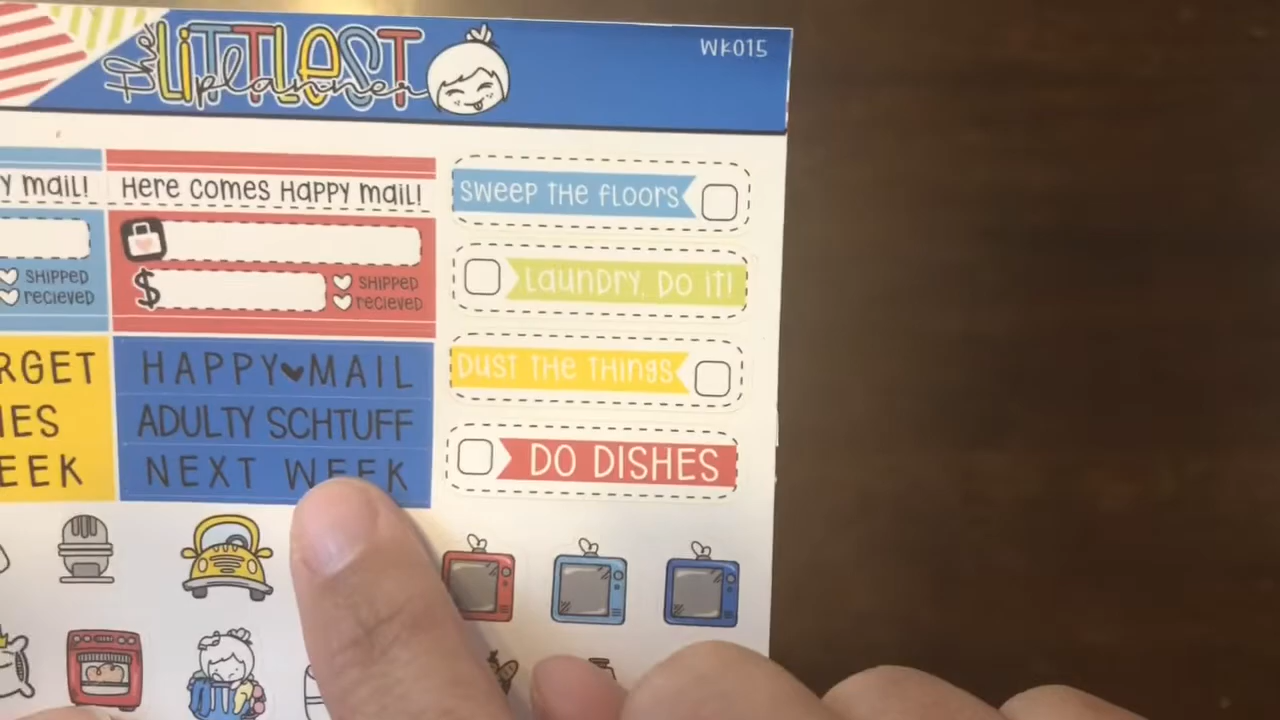 the LITTLEST planner
WK015
Y MAIL!
Here comes Happy mail!
SHIPPED
recieved
$
SHIPPED
recieved
RGET
IES
EEK
HAPPY MAIL
ADULTY SCHTUFF
NEXT WEEK
sweep the floors
Laundry, Do it!
Dust the things
DO DISHES